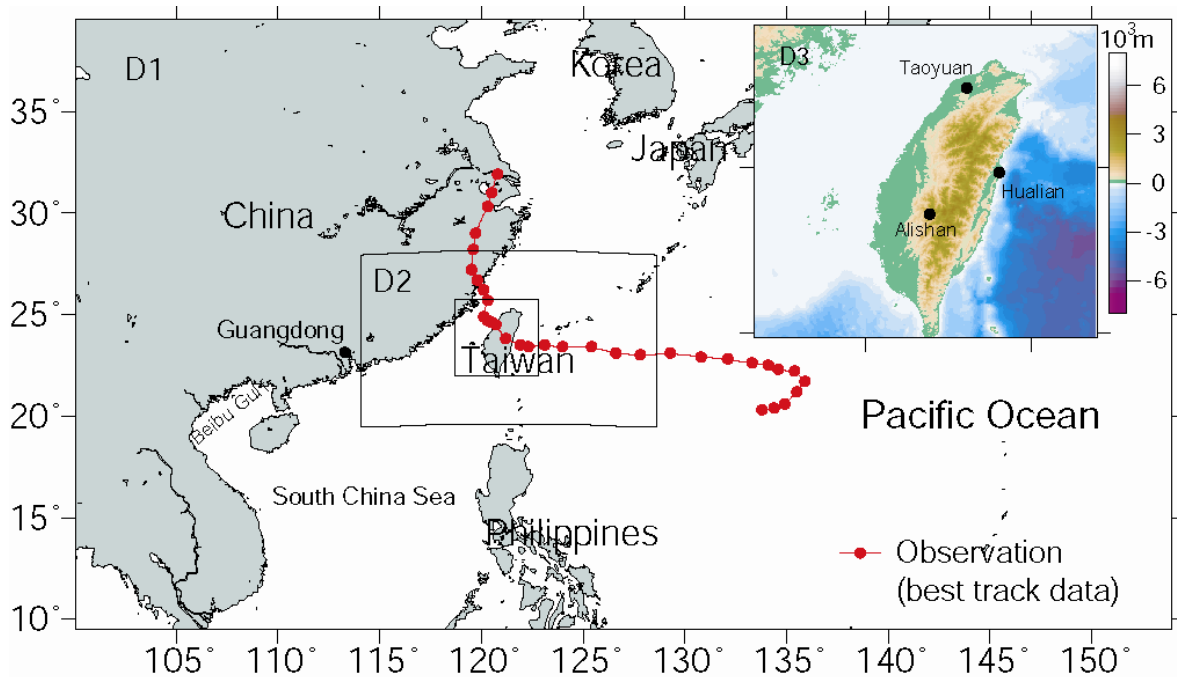 D1
Korea
D3
Taoyuan
10³m
6
3
0
-3
-6
Hualian
Alishan
35°
Japan
China
30°
D2
25°
Guangdong
Taiwan
Beibu Gulf
20°
Pacific Ocean
South China Sea
15°
Philippines
Observation
(best track data)
10°
105° 110° 115° 120° 125° 130° 135° 140° 145° 150°